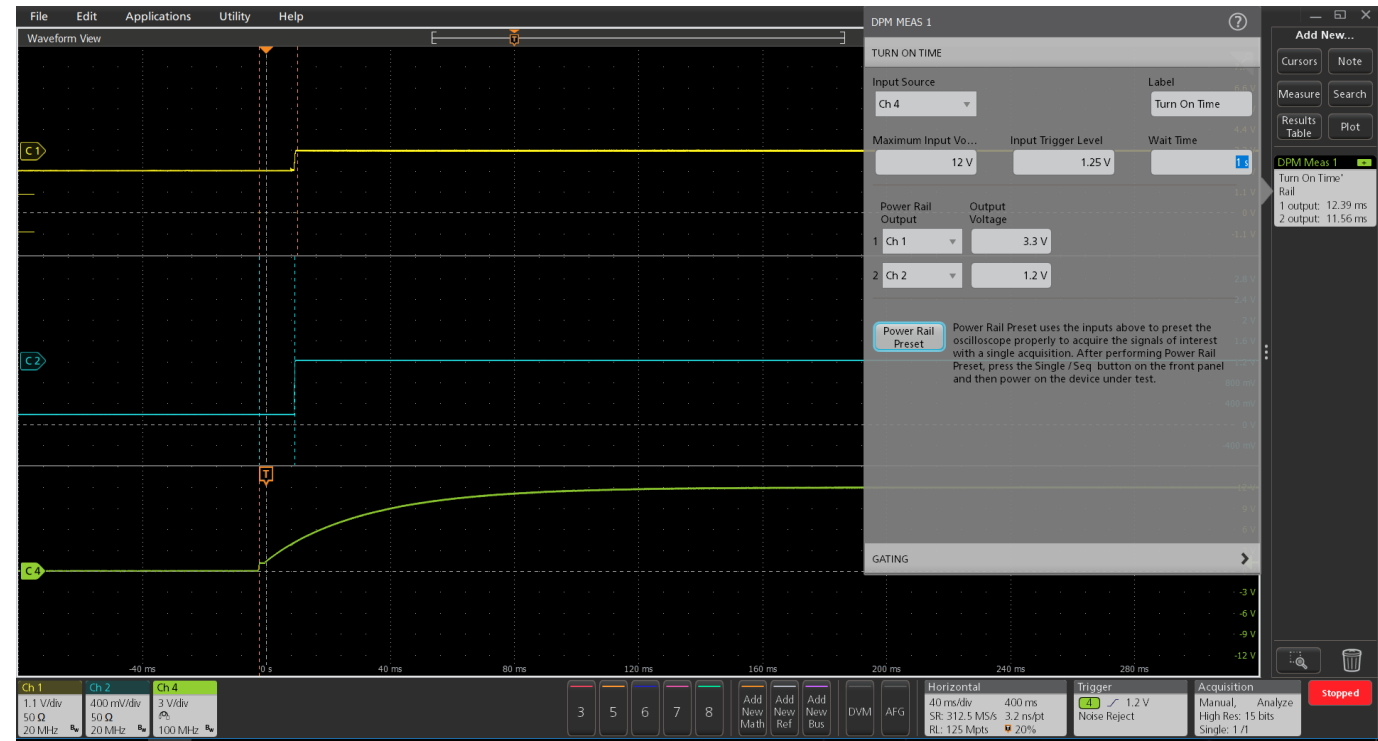 File Edit Applications Utility Help
Waveform View
T
C 1
C 2
T
C 4
-40 ms 0 s 40 ms 80 ms 120 ms 160 ms 200 ms 240 ms 280 ms
DPM MEAS 1 ?
TURN ON TIME
Input Source Label
Ch 4 Turn On Time
Maximum Input Vo... Input Trigger Level Wait Time
12 V 1.25 V 1 s
Power Rail Output
Output Voltage
1 Ch 1 3.3 V
2 Ch 2 1.2 V
Power Rail Preset
Power Rail Preset uses the inputs above to preset the
oscilloscope properly to acquire the signals of interest
with a single acquisition. After performing Power Rail
Preset, press the Single / Seq button on the front panel
and then power on the device under test.
GATING
-3 V
-6 V
-9 V
-12 V
Add New...
Cursors Note
Measure Search
Results Table
Plot
DPM Meas 1
Turn On Time'
Rail
1 output: 12.39 ms
2 output: 11.56 ms
Ch 1
1.1 V/div
50 Ω
20 MHz Bw
Ch 2
400 mV/div
50 Ω
20 MHz Bw
Ch 4
3 V/div
100 MHz Bw
3 5 6 7 8
Add New Math
Add New Ref
Add New Bus
DVM AFG
Horizontal
40 ms/div 400 ms
SR: 312.5 MS/s 3.2 ns/pt
RL: 125 Mpts 20%
Trigger
4 1.2 V
Noise Reject
Acquisition
Manual, Analyze
High Res: 15 bits
Single: 1 /1
Stopped